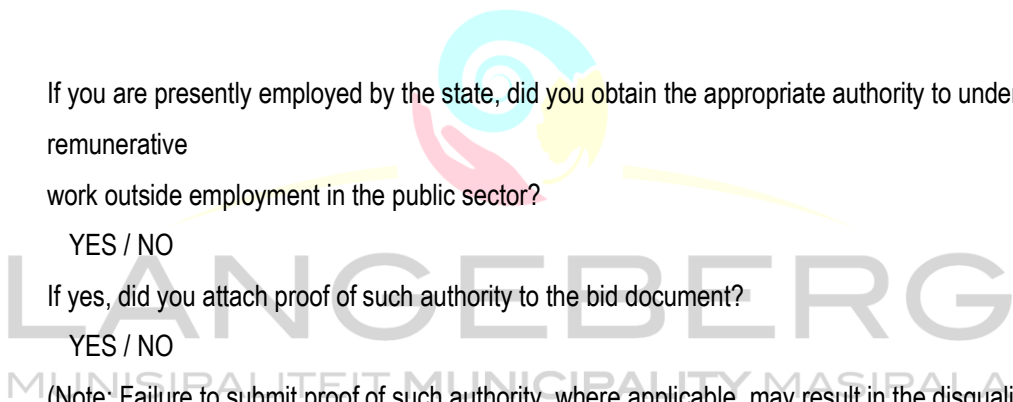 If you are presently employed by the state, did you obtain the appropriate authority to
remunerative
work outside employment in the public sector?
YES / NO
LANGEBERG
If yes, did you attach proof of such authority to the bid document?
YES / NO
MUNISIPALITEIT MUNICIPALITY MASIPALA
(Note: Failure to submit proof of such authority, where applicable, may result in the